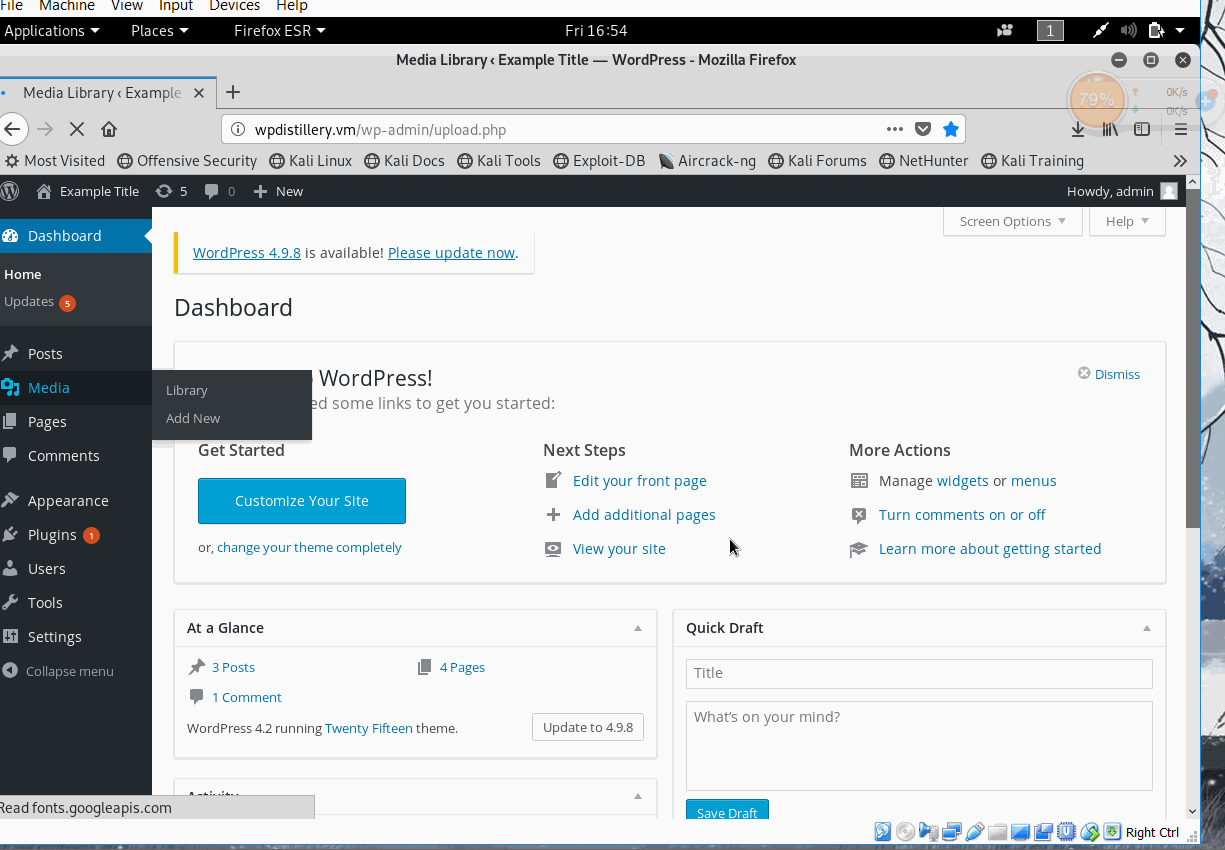 File Machine View Input Devices Help
Applications Places Firefox ESR Fri 16:54 1
Media Library ‹ Example Title — WordPress - Mozilla Firefox
Media Library ‹ Example
79% 0K/s
0K/s
wpdistillery.vm/wp-admin/upload.php
Most Visited Offensive Security Kali Linux Kali Docs Kali Tools Exploit-DB Aircrack-ng Kali Forums NetHunter Kali Training
Example Title 5 0 New Howdy, admin
Screen Options Help
Dashboard
Home
Updates 5
Posts
Media
Library
Add New
Pages
Comments
Appearance
Plugins 1
Users
Tools
Settings
Collapse menu
WordPress 4.9.8 is available! Please update now.
Dashboard
WordPress!
Dismiss
ed some links to get you started:
Get Started
Customize Your Site
or, change your theme completely
Next Steps
Edit your front page
Add additional pages
View your site
More Actions
Manage widgets or menus
Turn comments on or off
Learn more about getting started
At a Glance
3 Posts 4 Pages
1 Comment
WordPress 4.2 running Twenty Fifteen theme. Update to 4.9.8
Activity
Quick Draft
Title
What's on your mind?
Save Draft
Read fonts.googleapis.com
Right Ctrl